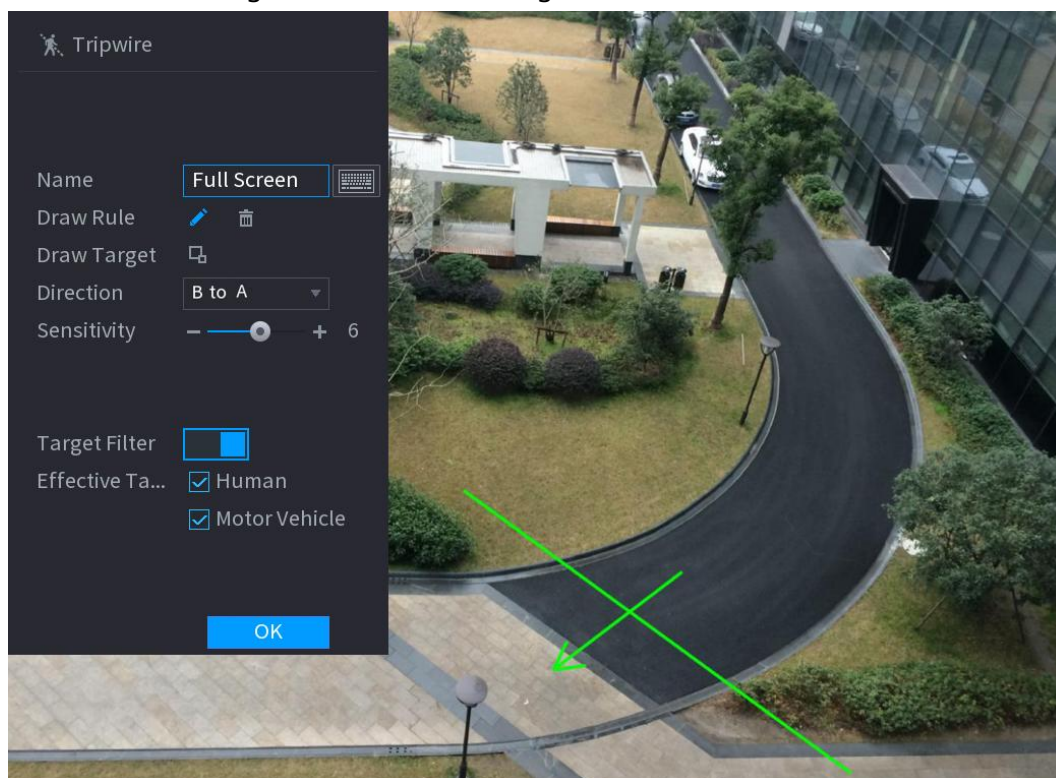 Tripwire
Name Full Screen
Draw Rule
Draw Target
Direction B to A
Sensitivity - + 6
Target Filter
Effective Ta... Human
Motor Vehicle
OK